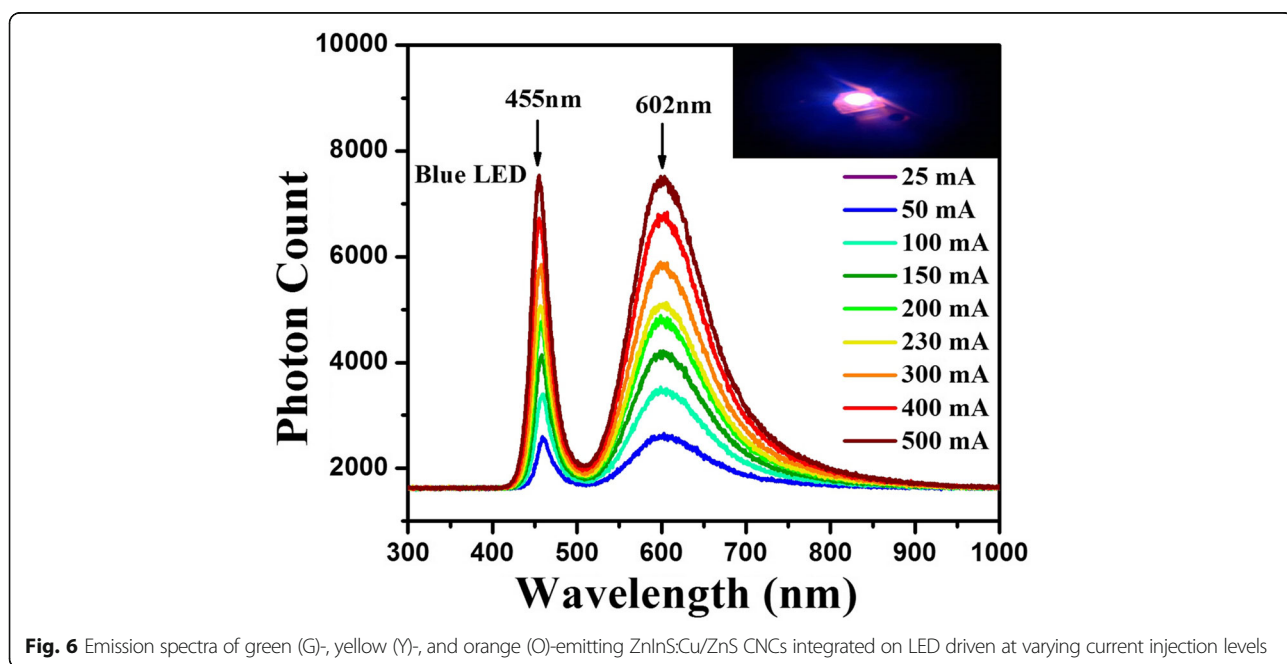 10000
8000
6000
4000
2000
Photon Count
455nm
602nm
Blue LED
25 mA
50 mA
100 mA
150 mA
200 mA
230 mA
300 mA
400 mA
500 mA
300 400 500 600 700 800 900 1000
Wavelength (nm)
Fig. 6 Emission spectra of green (G)-, yellow (Y)-, and orange (O)-emitting ZnInS:Cu/ZnS CNCs integrated on LED driven at varying current injection levels